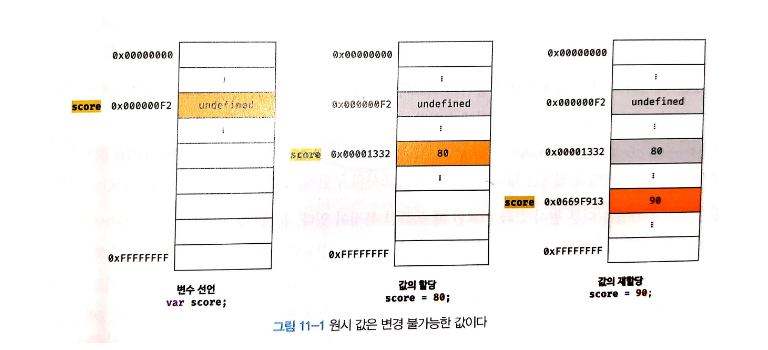 0x00000000
⋮
score 0x000000F2 undefined
⋮
0xFFFFFFFF
변수 선언
var score;
0x00000000
⋮
0x000000F2 undefined
⋮
score 0x00001332 80
⋮
0xFFFFFFFF
값의 할당
score = 80;
0x00000000
⋮
0x000000F2 undefined
⋮
0x00001332 80
⋮
score 0x0669F913 90
⋮
0xFFFFFFFF
값의 재할당
score = 90;
그림 11-1 원시 값은 변경 불가능한 값이다